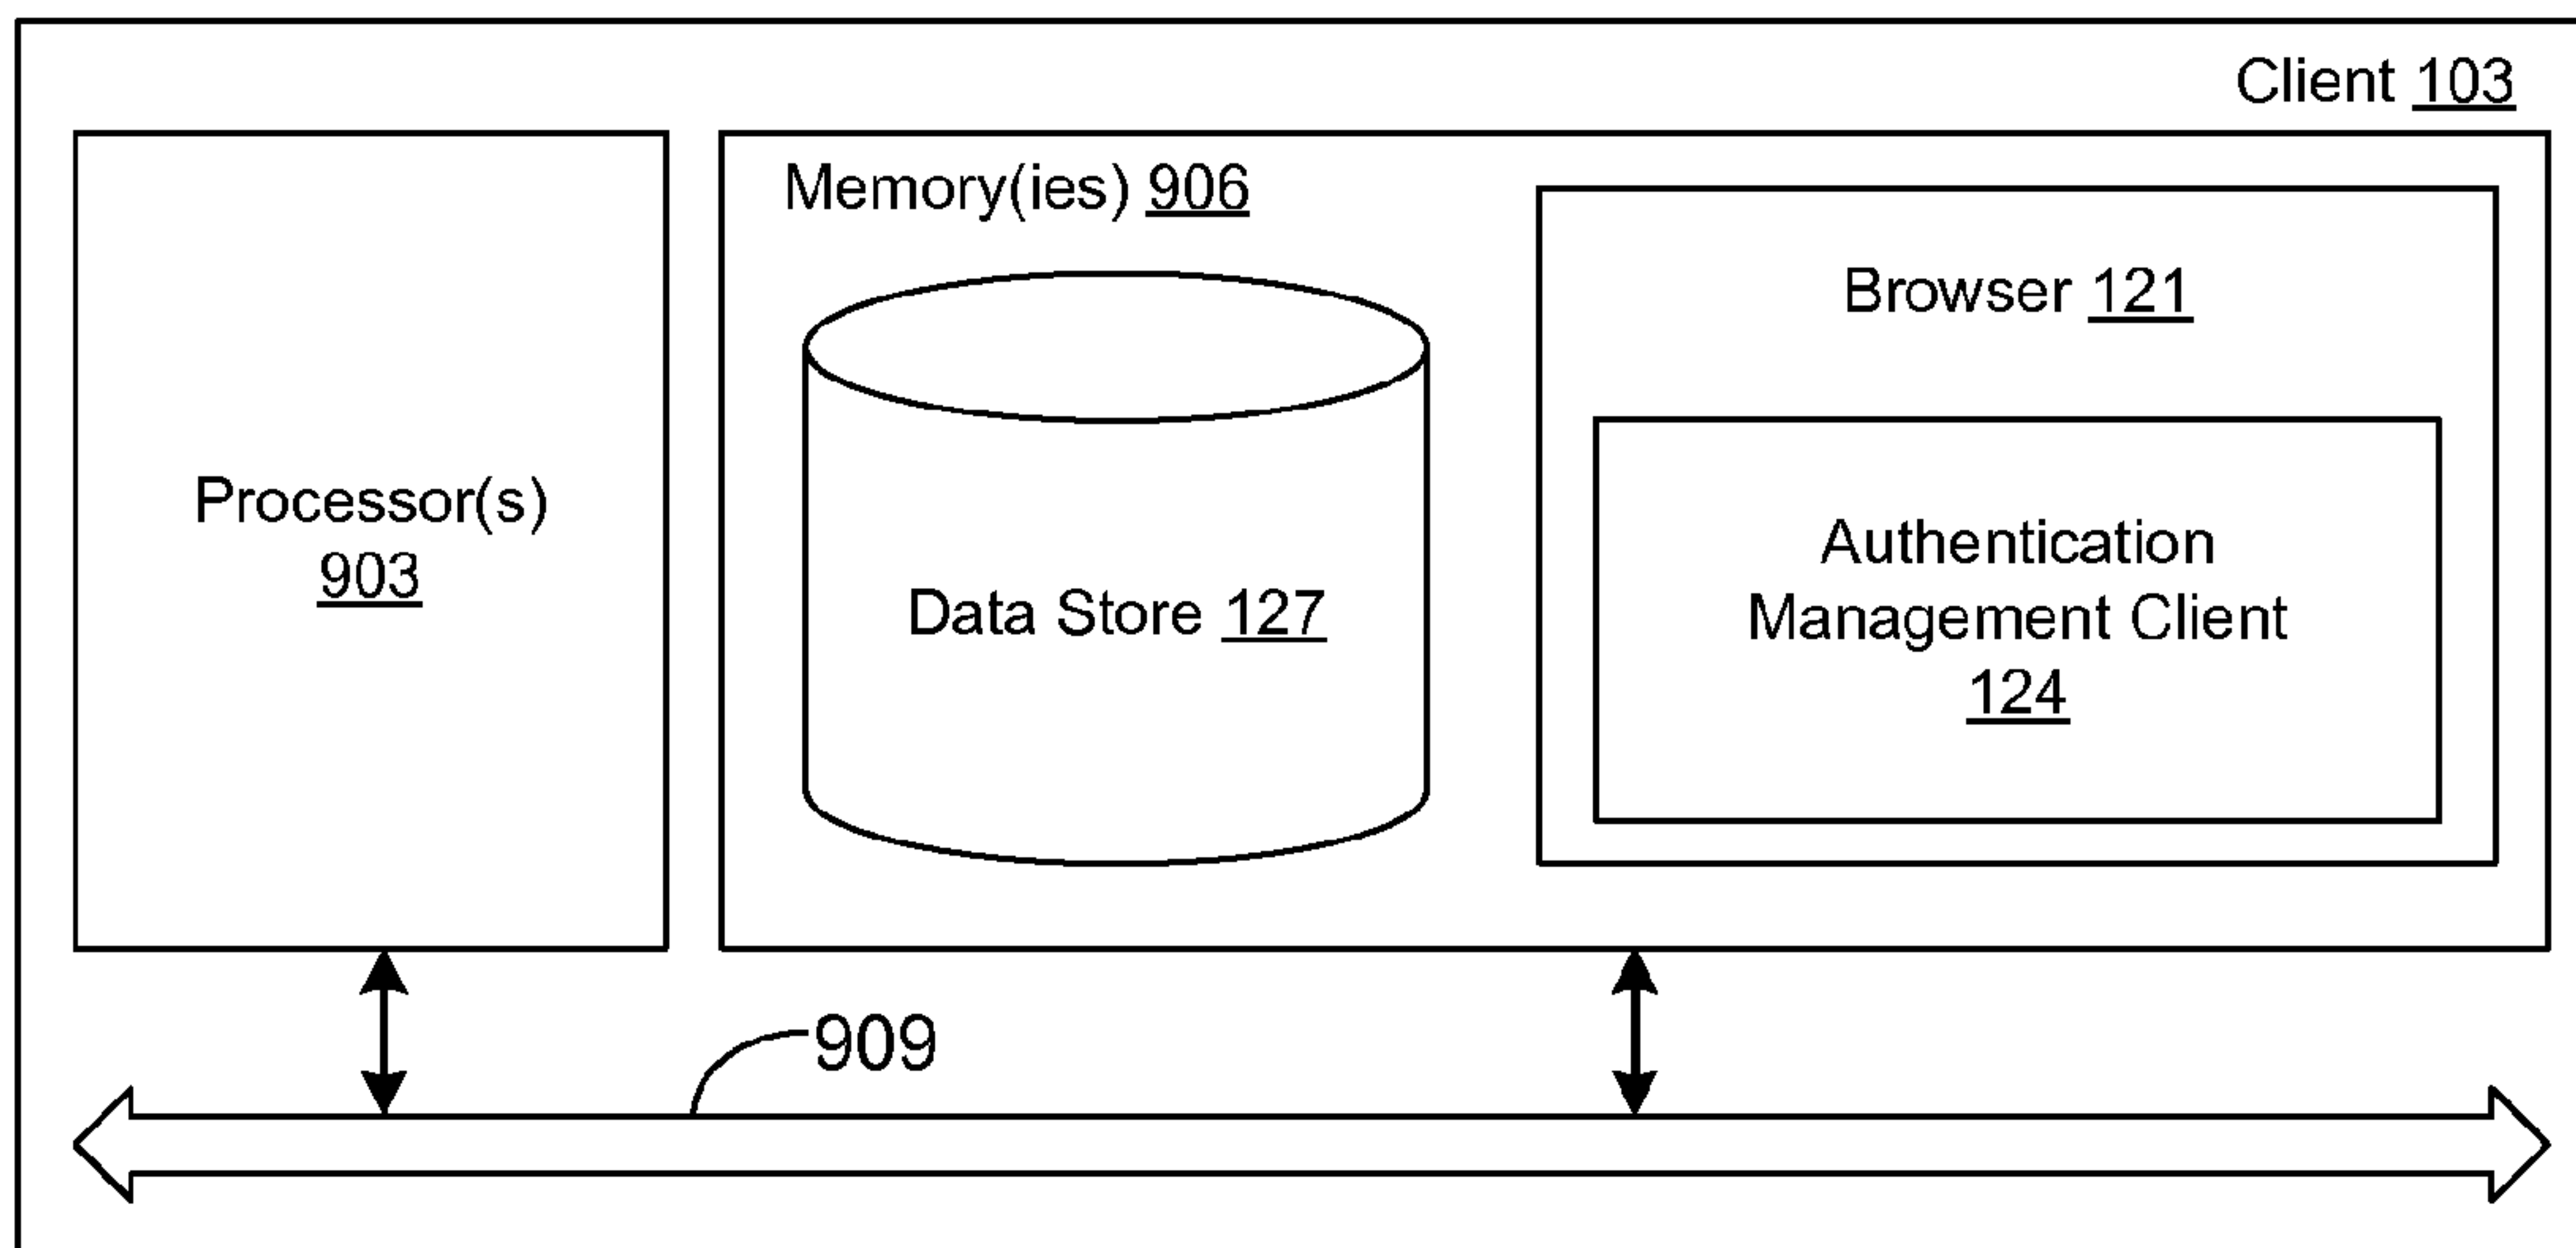 Client 103
Memory(ies) 906
Browser 121
Processor(s)
903
Data Store 127
Authentication
Management Client
124
909